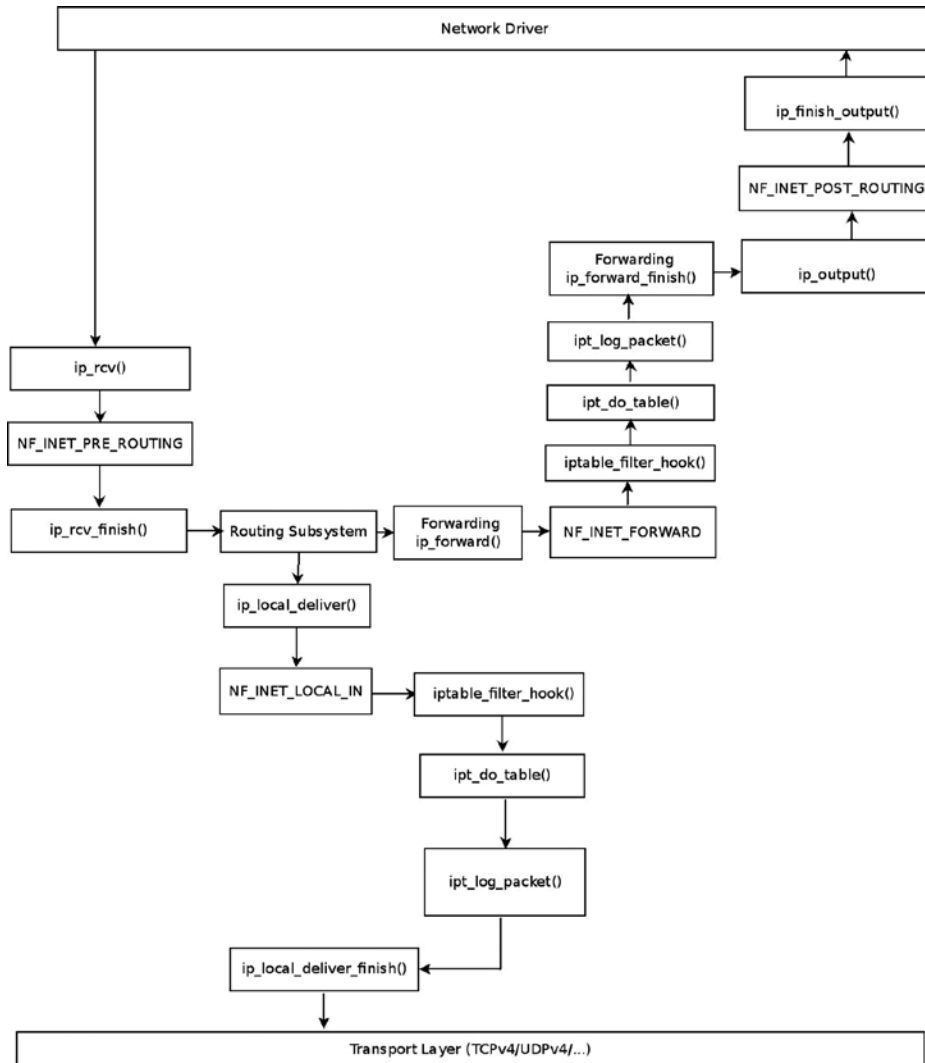 Network Driver
ip_finish_output()
NF_INET_POST_ROUTING
Forwarding
ip_forward_finish()
ip_output()
ipt_log_packet()
ip_rcv()
ipt_do_table()
NF_INET_PRE_ROUTING
iptable_filter_hook()
ip_rcv_finish()
Routing Subsystem
Forwarding
ip_forward()
NF_INET_FORWARD
ip_local_deliver()
NF_INET_LOCAL_IN
iptable_filter_hook()
ipt_do_table()
ipt_log_packet()
ip_local_deliver_finish()
Transport Layer (TCPv4/UDPv4/...)